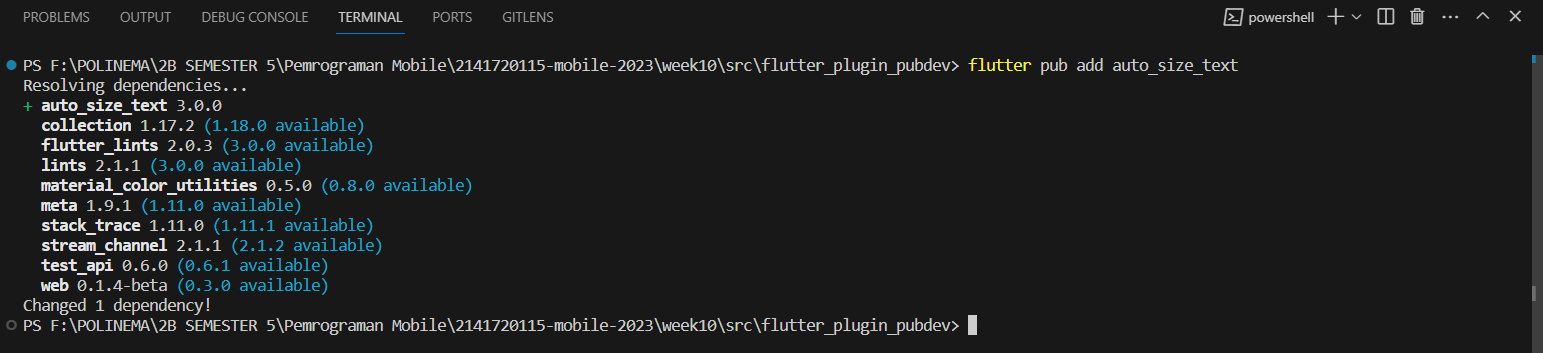 PROBLEMS OUTPUT DEBUG CONSOLE TERMINAL PORTS GITLENS powershell
PS F:\POLINEMA\2B SEMESTER 5\Pemrograman Mobile\2141720115-mobile-2023\week10\src\flutter_plugin_pubdev> flutter pub add auto_size_text
Resolving dependencies...
+ auto_size_text 3.0.0
collection 1.17.2 (1.18.0 available)
flutter_lints 2.0.3 (3.0.0 available)
lints 2.1.1 (3.0.0 available)
material_color_utilities 0.5.0 (0.8.0 available)
meta 1.9.1 (1.11.0 available)
stack_trace 1.11.0 (1.11.1 available)
stream_channel 2.1.1 (2.1.2 available)
test_api 0.6.0 (0.6.1 available)
web 0.1.4-beta (0.3.0 available)
Changed 1 dependency!
PS F:\POLINEMA\2B SEMESTER 5\Pemrograman Mobile\2141720115-mobile-2023\week10\src\flutter_plugin_pubdev>